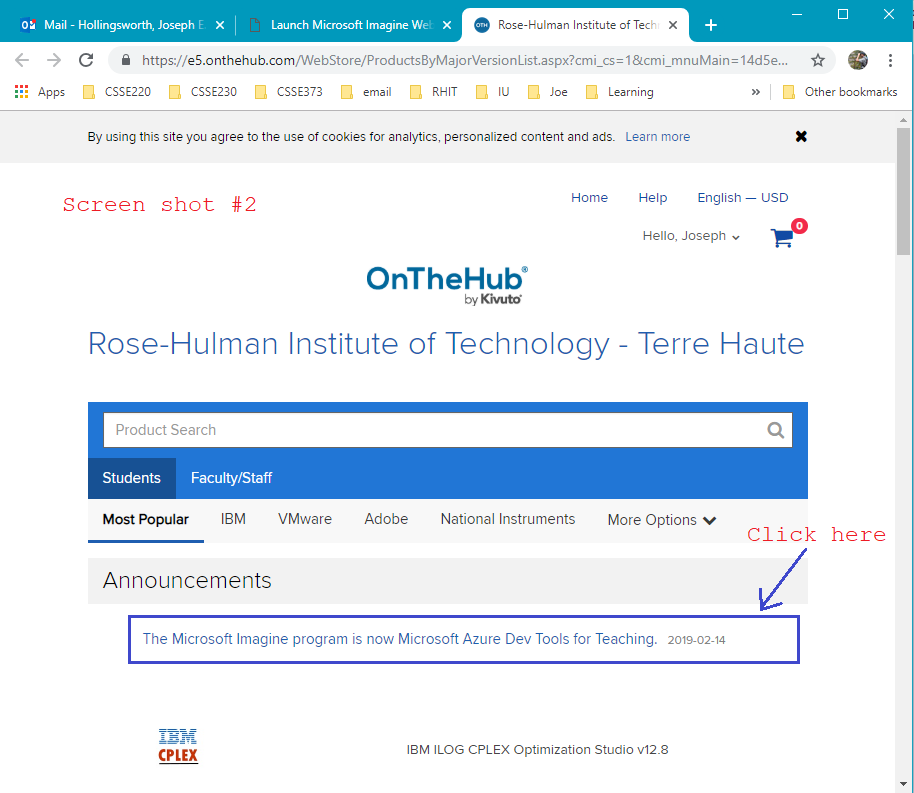 Mail - Hollingsworth, Joseph E. Launch Microsoft Imagine Web Rose-Hulman Institute of Techn
https://e5.onthehub.com/WebStore/ProductsByMajorVersionList.aspx?cmi_cs=1&cmi_mnuMain=14d5e...
Apps CSSE220 CSSE230 CSSE373 email RHIT IU Joe Learning » Other bookmarks
By using this site you agree to the use of cookies for analytics, personalized content and ads. Learn more
Screen shot #2
Home Help English — USD
Hello, Joseph 0
OnTheHub®
by Kivuto®
Rose-Hulman Institute of Technology - Terre Haute
Product Search
Students Faculty/Staff
Most Popular IBM VMware Adobe National Instruments More Options
Click here
Announcements
The Microsoft Imagine program is now Microsoft Azure Dev Tools for Teaching. 2019-02-14
IBM
CPLEX
IBM ILOG CPLEX Optimization Studio v12.8